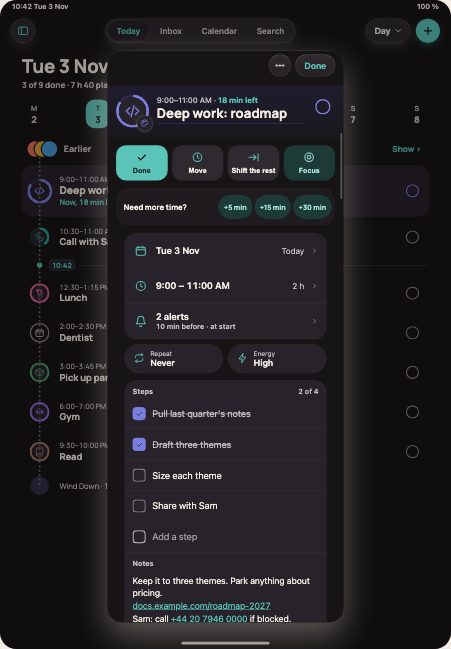 10:42 Tue 3 Nov
100 %
Today
Inbox
Calendar
Search
Day
Tue 3 Nov
3 of 9 done · 7 h 40
M
2
T
3
S
7
S
8
Earlier
Show
9:00–11:00 AM
Deep
Now, 18 min
10:30–11:00
Call with
10:42
12:30–1:15 PM
Lunch
2:00–2:30 PM
Dentist
3:00–3:45 PM
Pick up
6:00–7:00 PM
Gym
9:30–10:00 PM
Read
Wind Down ·
Done
9:00–11:00 AM · 18 min left
Deep work: roadmap
Done
Move
Shift the rest
Focus
Need more time?
+5 min
+15 min
+30 min
Tue 3 Nov
Today
9:00 – 11:00 AM
2 h
2 alerts
10 min before · at start
Repeat
Never
Energy
High
Steps
2 of 4
Pull last quarter's notes
Draft three themes
Size each theme
Share with Sam
Add a step
Notes
Keep it to three themes. Park anything about
pricing.
docs.example.com/roadmap-2027
Sam: call +44 20 7946 0000 if blocked.